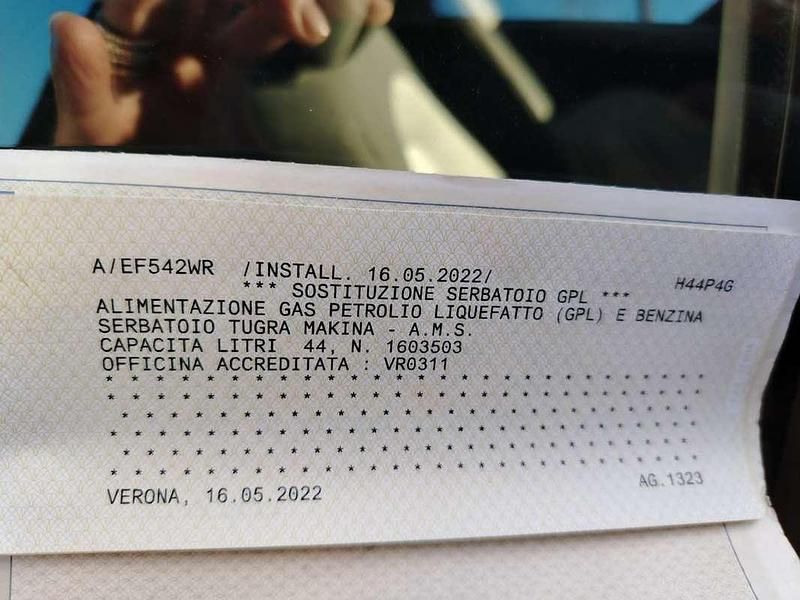 A/EF542WR /INSTALL. 16.05.2022/
*** SOSTITUZIONE SERBATOIO GPL *** H44P4G
ALIMENTAZIONE GAS PETROLIO LIQUEFATTO (GPL) E BENZINA
SERBATOIO TUGRA MAKINA - A.M.S.
CAPACITA LITRI 44, N. 1603503
OFFICINA ACCREDITATA : VR0311
* * * * * * * * * * * * * * * * * * * * * * * * *
* * * * * * * * * * * * * * * * * * * * * * * * *
* * * * * * * * * * * * * * * * * * * * * * * *
* * * * * * * * * * * * * * * * * * * * * * * * *
* * * * * * * * * * * * * * * * * * * * * * * *
* * * * * * * * * * * * * * * * * * * * * * * * *
VERONA, 16.05.2022 AG.1323